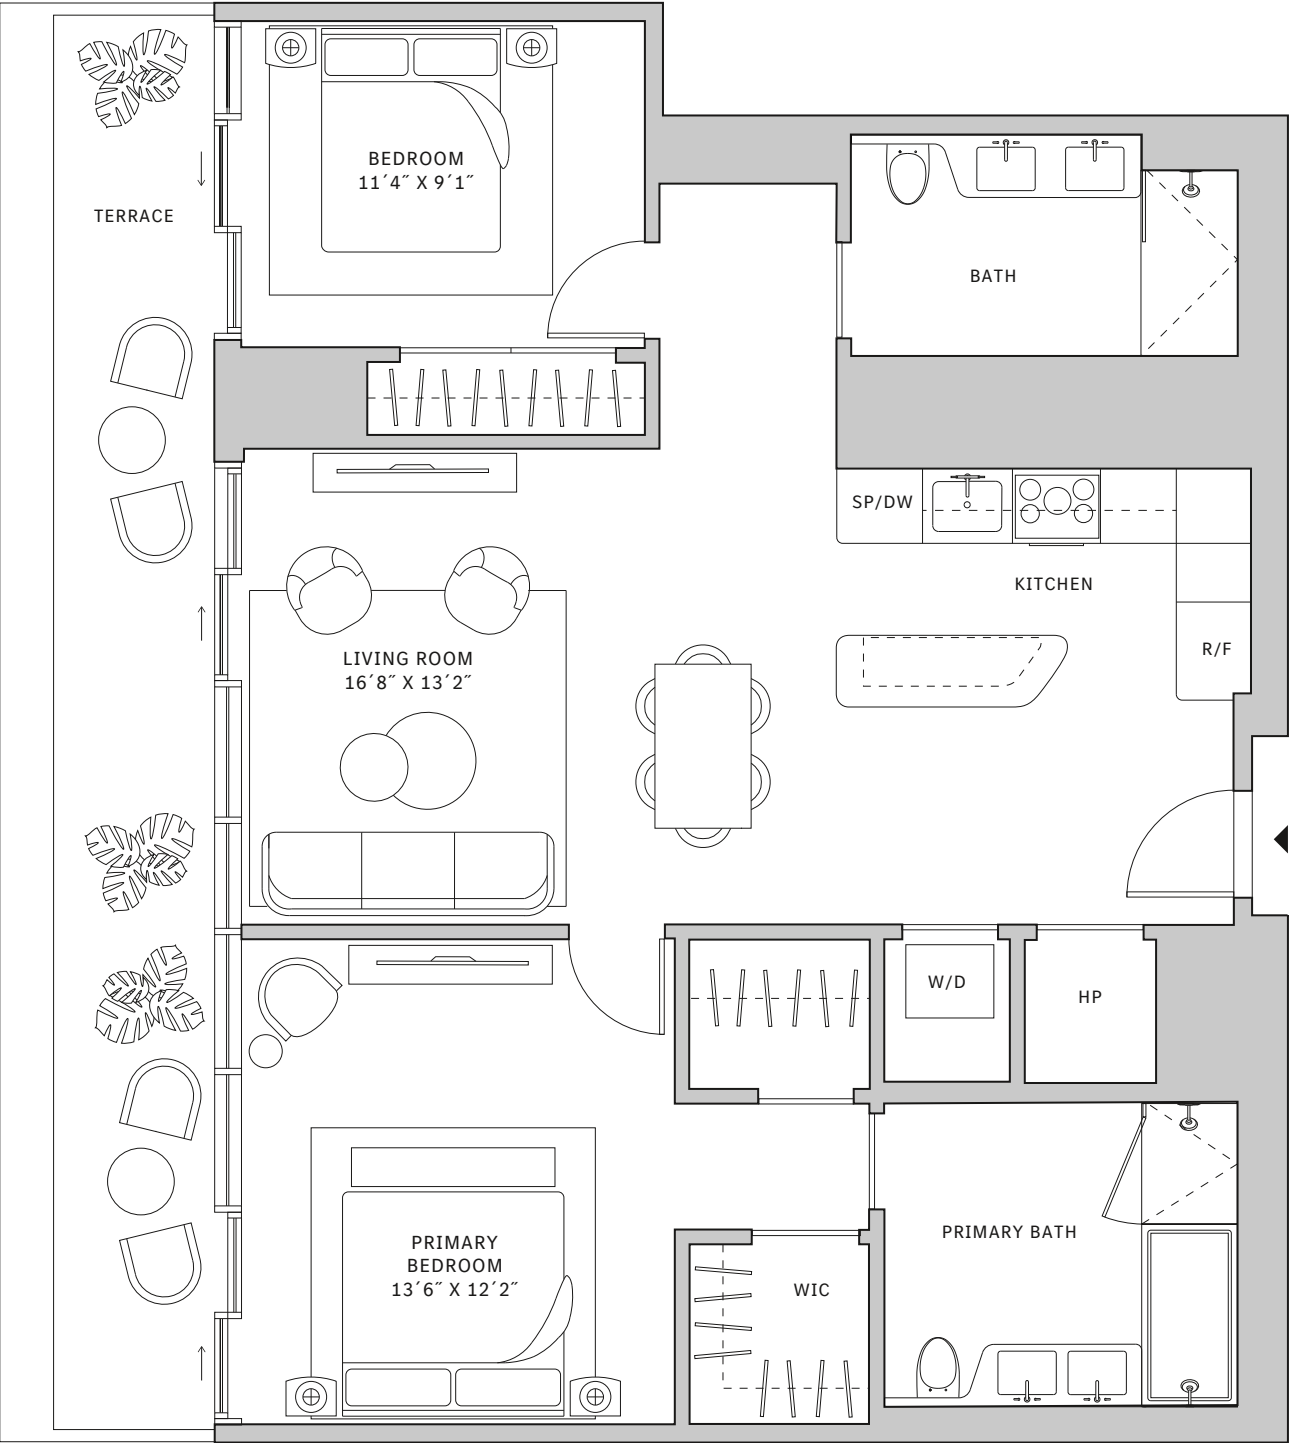 BEDROOM
11´4˝ X 9´1˝
TERRACE
BATH
SP/DW
KITCHEN
R/F
LIVING ROOM
16´8˝ X 13´2˝
W/D
HP
PRIMARY BATH
PRIMARY
BEDROOM
13´6˝ X 12´2˝
WIC